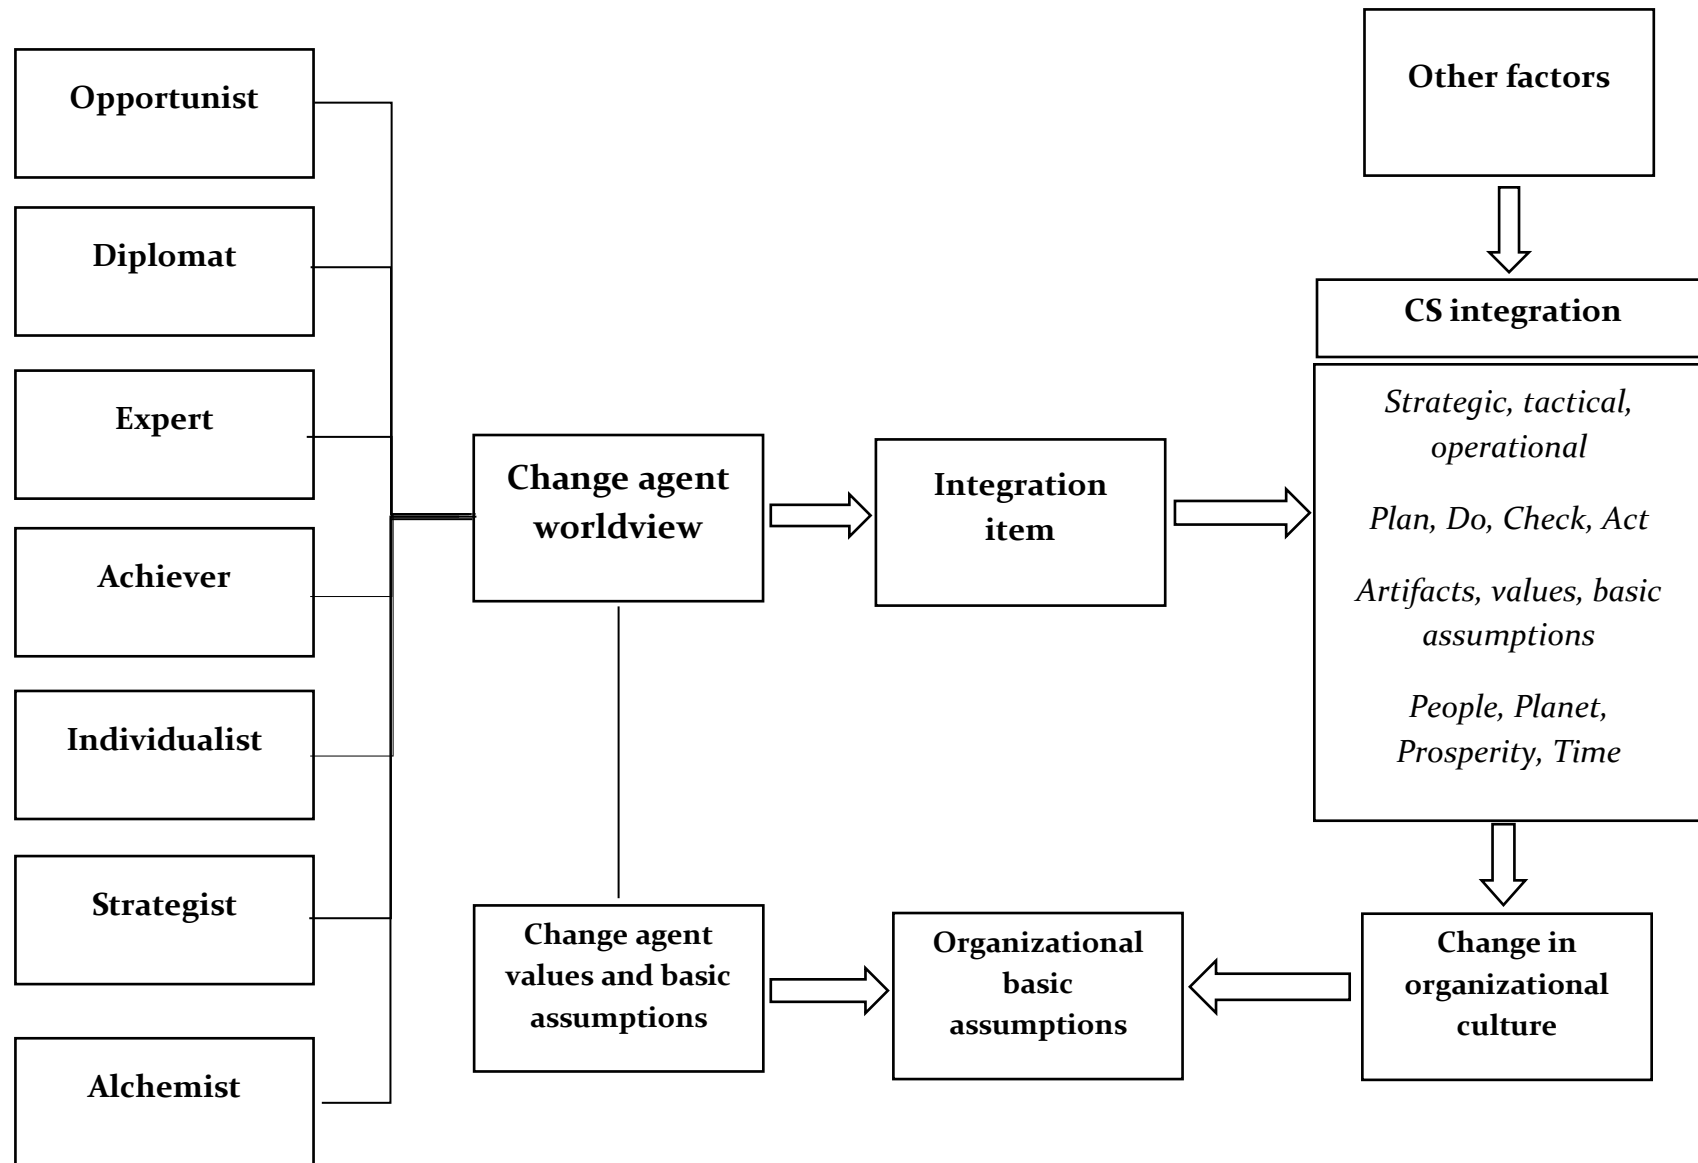 Opportunist
Diplomat
Expert
Achiever
Individualist
Strategist
Alchemist
Change agent
worldview
Integration
item
Other factors
CS integration
Strategic, tactical,
operational
Plan, Do, Check, Act
Artifacts, values, basic
assumptions
People, Planet,
Prosperity, Time
Change agent
values and basic
assumptions
Organizational
basic
assumptions
Change in
organizational
culture